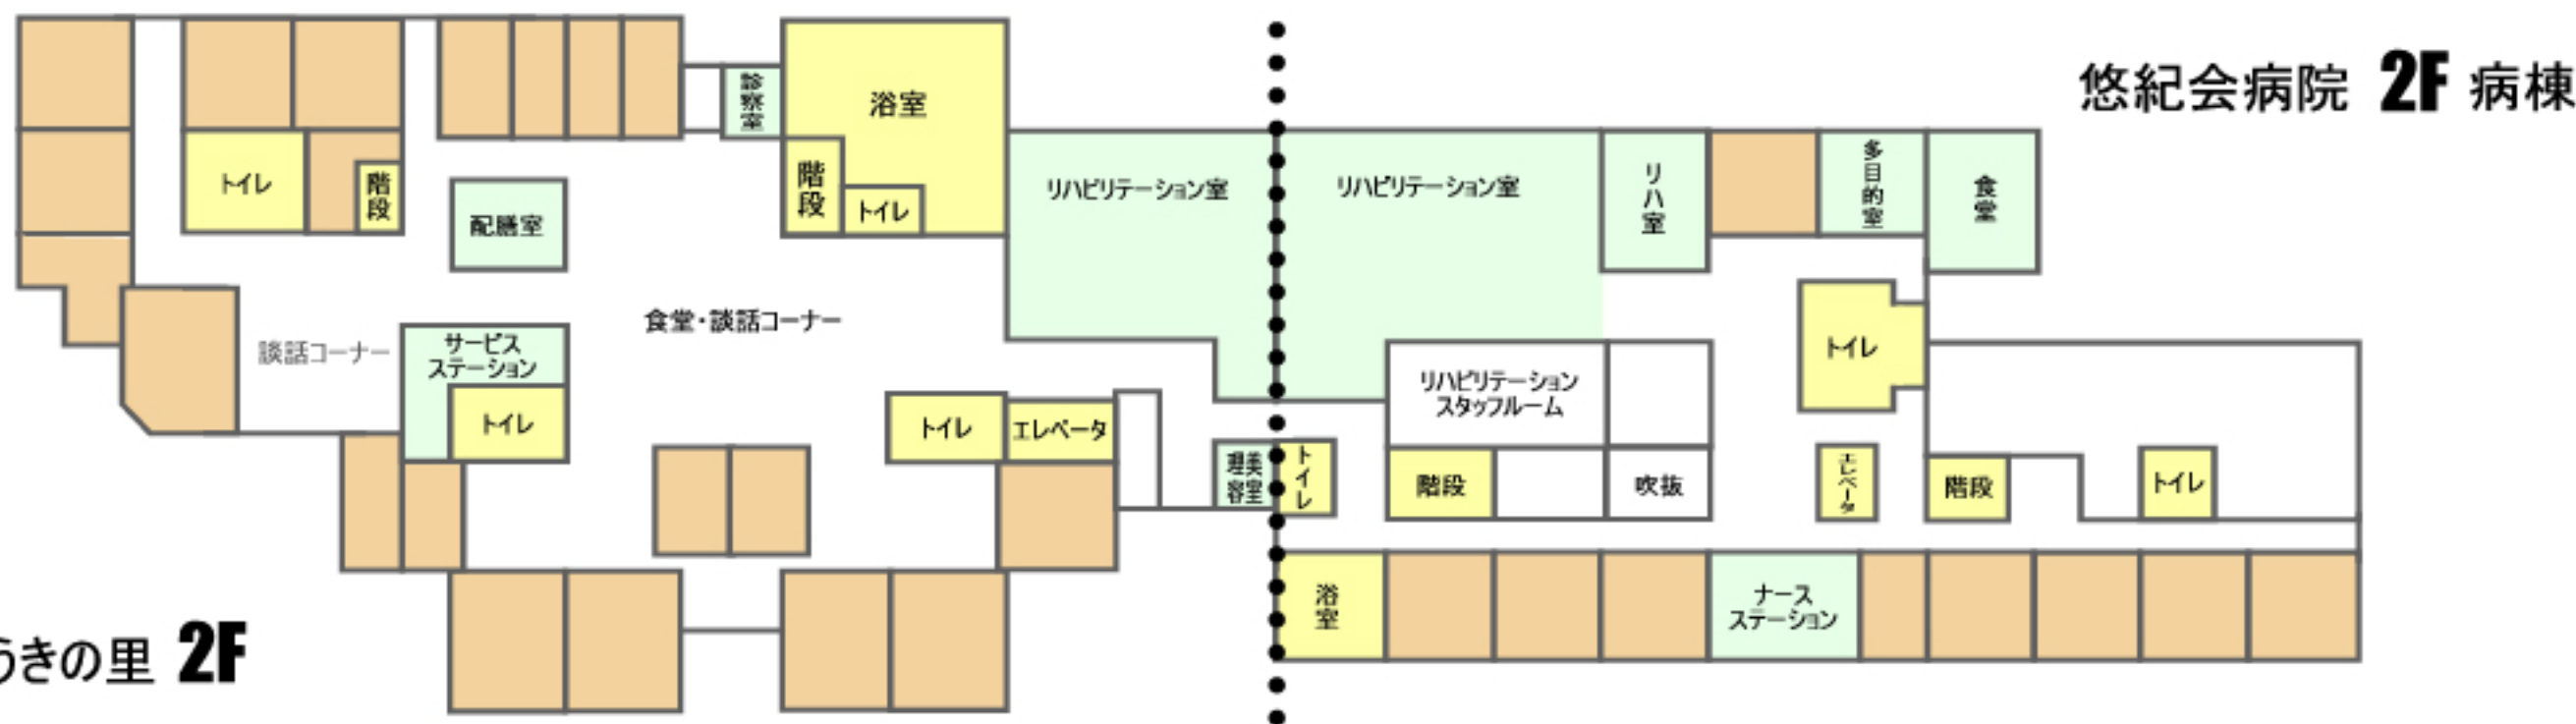 悠紀会病院 2F 病棟
診察室
浴室
トイレ
階段
配膳室
階段
トイレ
リハビリテーション室
リハビリテーション室
リハ室
多目的室
食堂
談話コーナー
サービス
ステーション
トイレ
食堂・談話コーナー
トイレ
エレベータ
理美
容室
トイレ
リハビリテーション
スタッフルーム
階段
吹抜
トイレ
エレベータ
階段
トイレ
浴室
ナース
ステーション
うきの里 2F